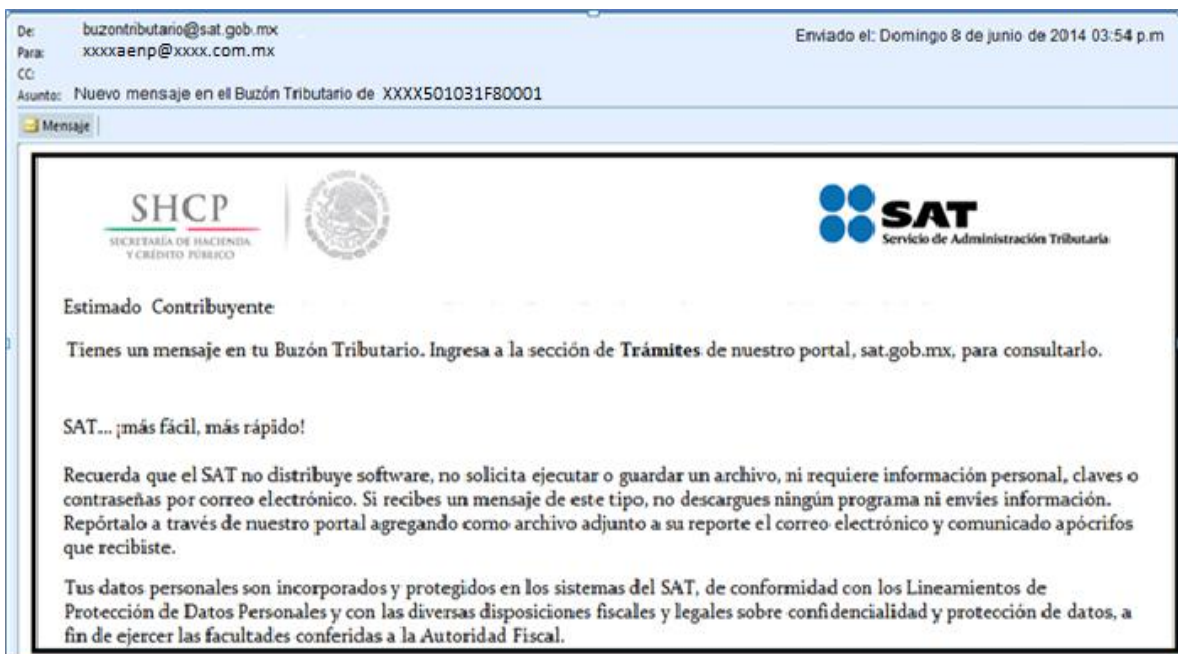 De: buzontributario@sat.gob.mx
Enviado el: Domingo 8 de junio de 2014 03:54 p.m
Para: xxxxaenp@xxxx.com.mx
CC:
Asunto: Nuevo mensaje en el Buzón Tributario de XXXX501031F80001
Mensaje
SHCP
SECRETARÍA DE HACIENDA
Y CRÉDITO PÚBLICO
ESTADOS UNIDOS MEXICANOS
SAT
Servicio de Administración Tributaria
Estimado Contribuyente
Tienes un mensaje en tu Buzón Tributario. Ingresa a la sección de Trámites de nuestro portal, sat.gob.mx, para consultarlo.
SAT... ¡más fácil, más rápido!
Recuerda que el SAT no distribuye software, no solicita ejecutar o guardar un archivo, ni requiere información personal, claves o
contraseñas por correo electrónico. Si recibes un mensaje de este tipo, no descargues ningún programa ni envíes información.
Repórtalo a través de nuestro portal agregando como archivo adjunto a su reporte el correo electrónico y comunicado apócrifos
que recibiste.
Tus datos personales son incorporados y protegidos en los sistemas del SAT, de conformidad con los Lineamientos de
Protección de Datos Personales y con las diversas disposiciones fiscales y legales sobre confidencialidad y protección de datos, a
fin de ejercer las facultades conferidas a la Autoridad Fiscal.